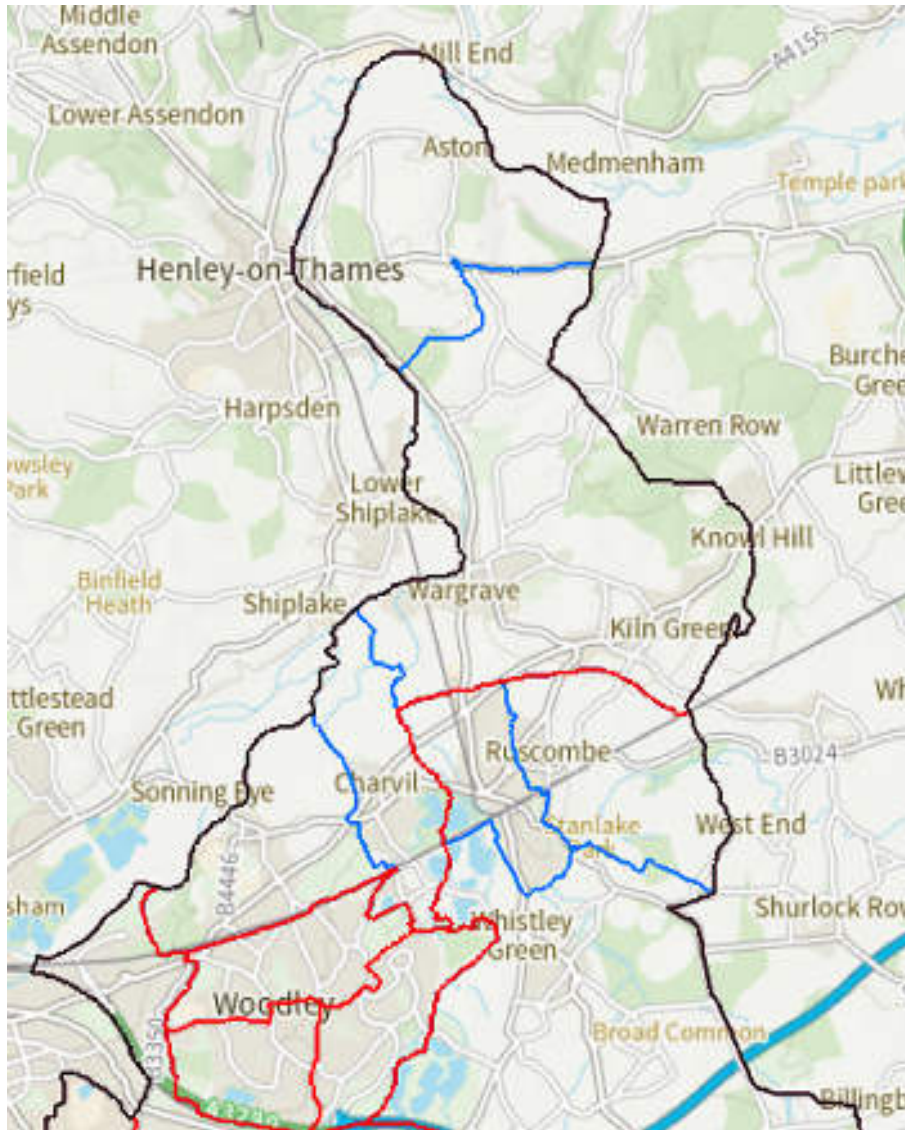 Middle
Assendon
Mill End
A4155
Lower Assendon
Aston
Medmenham
Temple park
Henley-on-Thames
rfield
ys
Burche
Gree
Harpsden
Warren Row
owsley
Park
Lower
Shiplake
Littlew
Gree
Knowl Hill
Binfield
Heath
Shiplake
Wargrave
Kiln Green
ttlestead
Green
Wh
Ruscombe
B3024
Charvil
Sonning Eye
Stanlake
Park
West End
B4446
sham
Whistley
Green
Shurlock Row
Woodley
Broad Common
B3350
A3290
Billingb